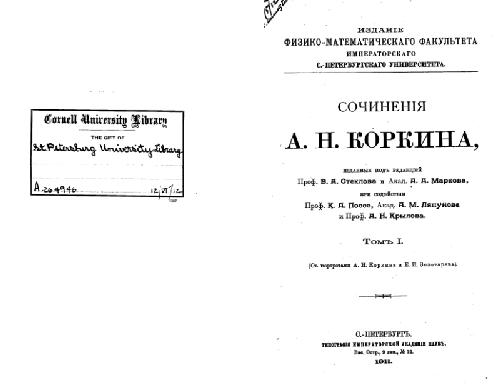 Cornell University Library
THE GIFT OF
St. Petersburg University Library
A.264946
12/VI/12
ИЗДАНІЕ
ФИЗИКО-МАТЕМАТИЧЕСКАГО ФАКУЛЬТЕТА
ИМПЕРАТОРСКАГО
С.-ПЕТЕРБУРГСКАГО УНИВЕРСИТЕТА.
СОЧИНЕНІЯ
А. Н. КОРКИНА,
изданныя подъ редакціей
Проф. В. А. Стеклова и Акад. А. А. Маркова,
при содѣйствіи
Проф. К. А. Поссе, Акад. А. М. Ляпунова
и Проф. А. Н. Крылова.
Томъ I.
(Съ портретами А. Н. Коркина и Е. И. Золотарева).
С.-ПЕТЕРБУРГЪ.
ТИПОГРАФІЯ ИМПЕРАТОРСКОЙ АКАДЕМІИ НАУКЪ.
Вас. Остр., 9 лин., № 12.
1911.